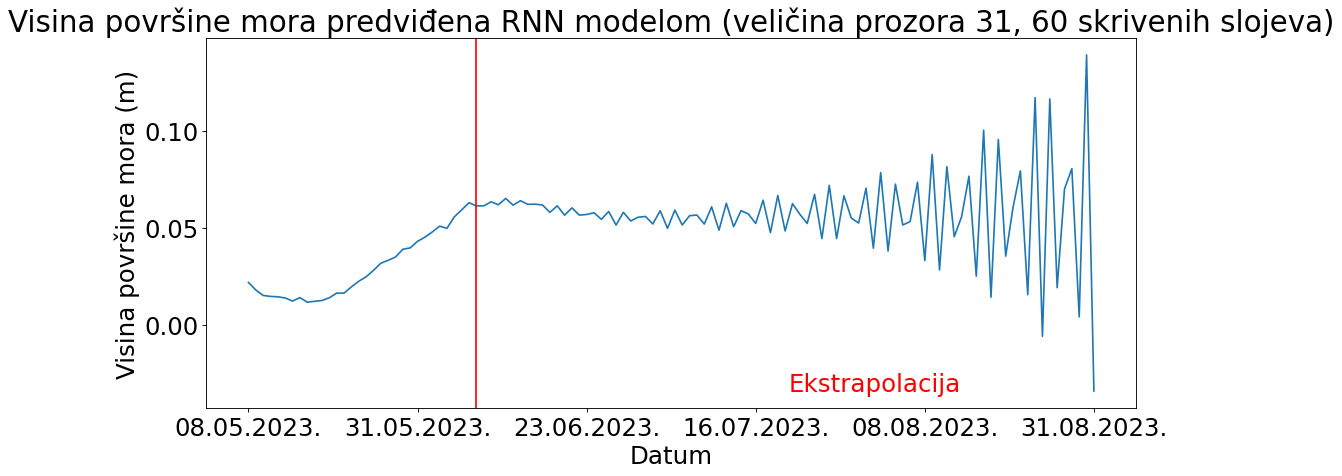 Visina površine mora predviđena RNN modelom (veličina prozora 31, 60 skrivenih slojeva)
Visina površine mora (m)
0.10
0.05
0.00
Ekstrapolacija
08.05.2023. 31.05.2023. 23.06.2023. 16.07.2023. 08.08.2023. 31.08.2023.
Datum